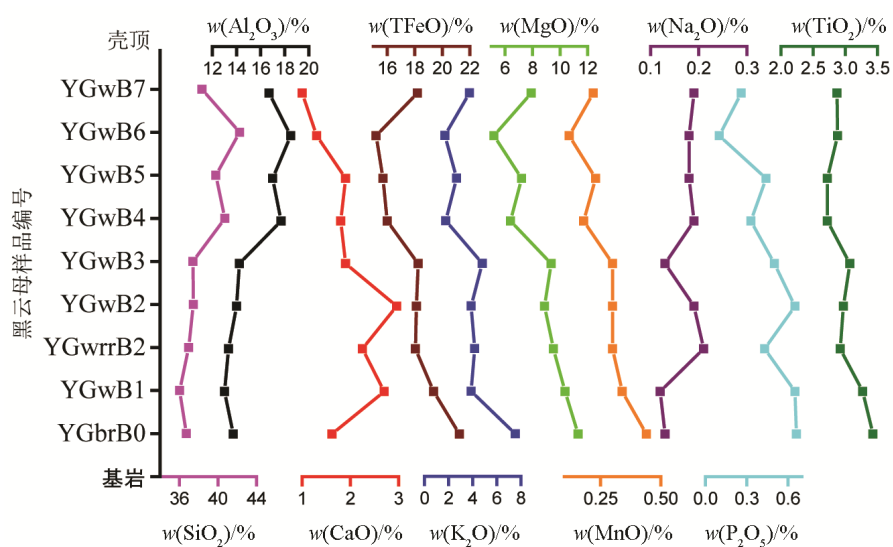 w(Al₂O₃)/% w(TFeO)/% w(MgO)/% w(Na₂O)/% w(TiO₂)/%
壳顶
12 14 16 18 20 16 18 20 22 6 8 10 12 0.1 0.2 0.3 2.0 2.5 3.0 3.5
YGwB7
YGwB6
YGwB5
YGwB4
YGwB3
YGwB2
YGwrrB2
YGwB1
YGbrB0
黑云母样品编号
基岩
36 40 44 1 2 3 0 2 4 6 8 0.25 0.50 0.0 0.3 0.6
w(SiO₂)/% w(CaO)/% w(K₂O)/% w(MnO)/% w(P₂O₅)/%